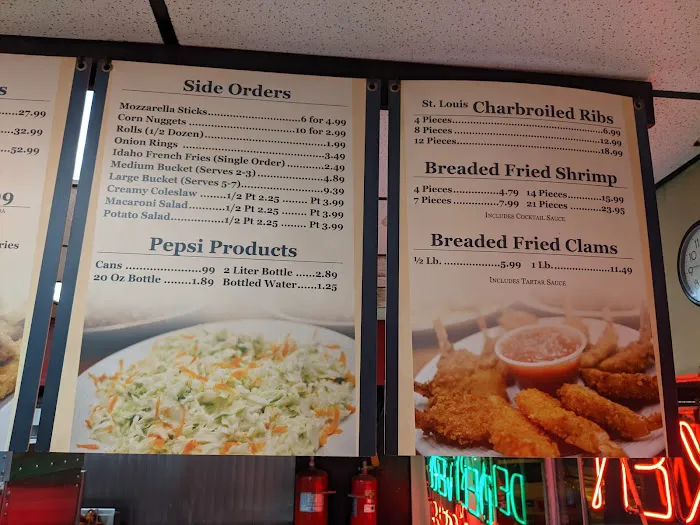 s
27.99
32.99
52.99
99
ries
Side Orders
Mozzarella Sticks 6 for 4.99
Corn Nuggets 10 for 2.99
Rolls (1/2 Dozen) 1.99
Onion Rings 3.49
Idaho French Fries (Single Order) 2.49
Medium Bucket (Serves 2-3) 4.89
Large Bucket (Serves 5-7) 9.39
Creamy Coleslaw 1/2 Pt 2.25 Pt 3.99
Macaroni Salad 1/2 Pt 2.25 Pt 3.99
Potato Salad 1/2 Pt 2.25 Pt 3.99
Pepsi Products
Cans .99 2 Liter Bottle 2.89
20 Oz Bottle 1.89 Bottled Water 1.25
St. Louis Charbroiled Ribs
4 Pieces 6.99
8 Pieces 12.99
12 Pieces 18.99
Breaded Fried Shrimp
4 Pieces 4.79 14 Pieces 15.99
7 Pieces 7.99 21 Pieces 23.95
Includes Cocktail Sauce
Breaded Fried Clams
½ Lb. 5.99 1 Lb. 11.49
Includes Tartar Sauce